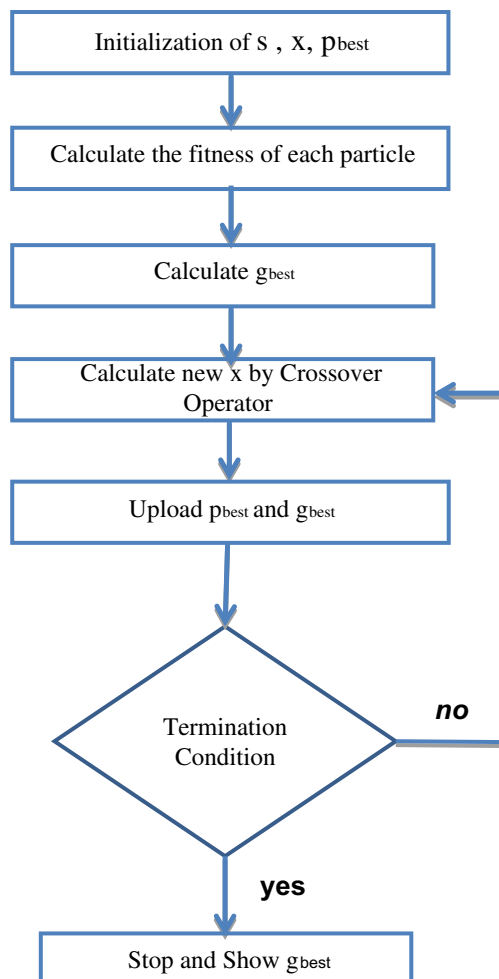 Initialization of s , x, pbest
Calculate the fitness of each particle
Calculate gbest
Calculate new x by Crossover
Operator
Upload pbest and gbest
Termination
Condition
no
yes
Stop and Show gbest